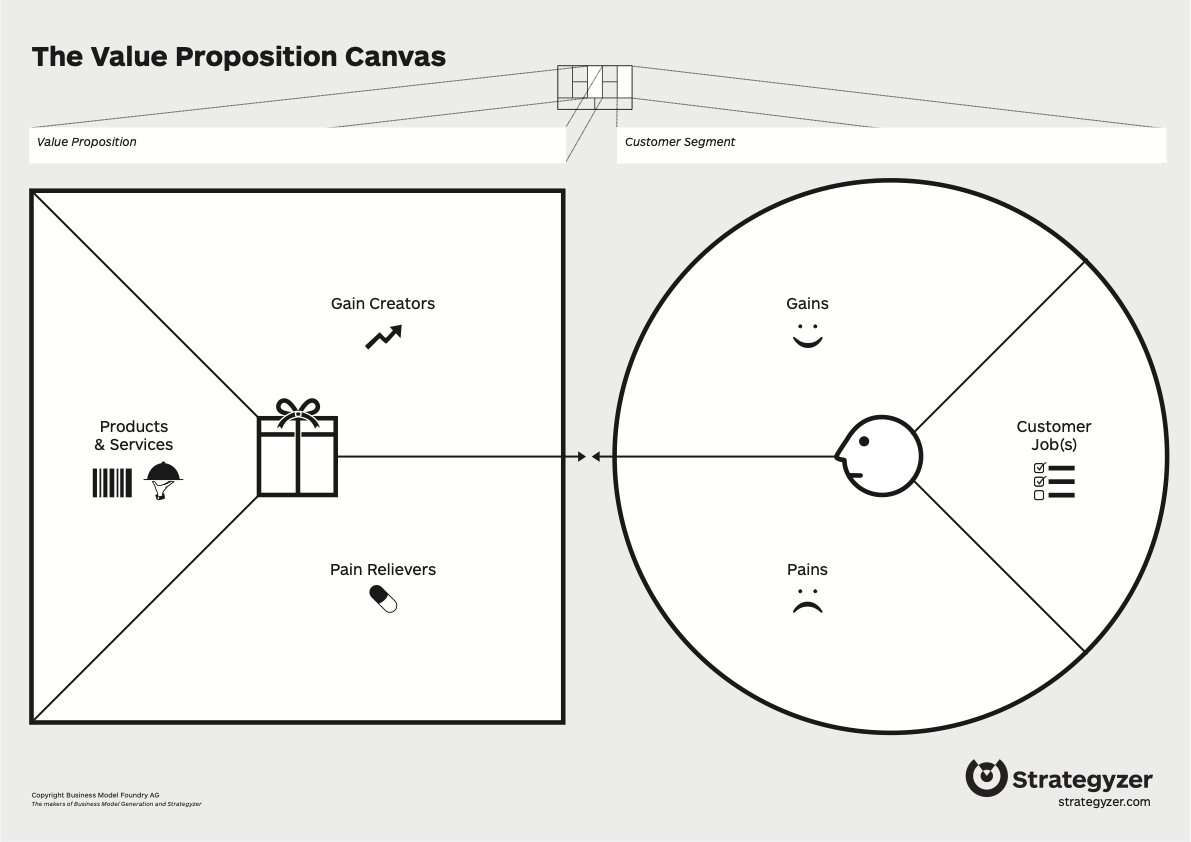 The Value Proposition Canvas
Value Proposition
Customer Segment
Gain Creators
Gains
Products
& Services
Customer
Job(s)
Pain Relievers
Pains
Copyright Business Model Foundry AG
The makers of Business Model Generation and Strategyzer
Strategyzer
strategyzer.com